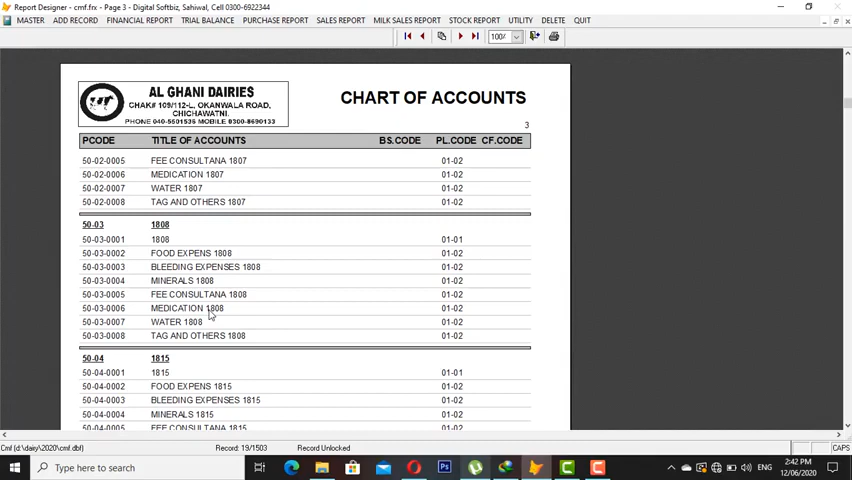 Report Designer - cmf.frx - Page 3 - Digital Softbiz, Sahiwal, Cell 0300-6922344
MASTER ADD RECORD FINANCIAL REPORT TRIAL BALANCE PURCHASE REPORT SALES REPORT MILK SALES REPORT STOCK REPORT UTILITY DELETE QUIT
100%
AL GHANI DAIRIES
CHAK# 109/112-L, OKANWALA ROAD,
CHICHAWATNI.
PHONE 040-5501535 MOBILE 0300-8690133
CHART OF ACCOUNTS
3
PCODE TITLE OF ACCOUNTS BS.CODE PL.CODE CF.CODE
50-02-0005 FEE CONSULTANA 1807 01-02
50-02-0006 MEDICATION 1807 01-02
50-02-0007 WATER 1807 01-02
50-02-0008 TAG AND OTHERS 1807 01-02
50-03 1808
50-03-0001 1808 01-01
50-03-0002 FOOD EXPENS 1808 01-02
50-03-0003 BLEEDING EXPENSES 1808 01-02
50-03-0004 MINERALS 1808 01-02
50-03-0005 FEE CONSULTANA 1808 01-02
50-03-0006 MEDICATION 1808 01-02
50-03-0007 WATER 1808 01-02
50-03-0008 TAG AND OTHERS 1808 01-02
50-04 1815
50-04-0001 1815 01-01
50-04-0002 FOOD EXPENS 1815 01-02
50-04-0003 BLEEDING EXPENSES 1815 01-02
50-04-0004 MINERALS 1815 01-02
50-04-0005 FEE CONSULTANA 1815 01-02
Cmf (d:\dairy\2020\cmf.dbf) Record: 19/1503 Record Unlocked CAPS
Type here to search
ENG
2:42 PM
12/06/2020